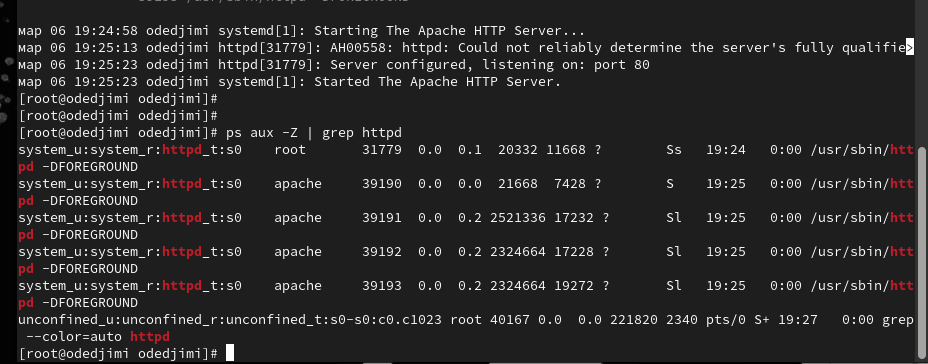 мар 06 19:24:58 odedjimi systemd[1]: Starting The Apache HTTP Server...
мар 06 19:25:13 odedjimi httpd[31779]: AH00558: httpd: Could not reliably determine the server's fully qualifie>
мар 06 19:25:23 odedjimi httpd[31779]: Server configured, listening on: port 80
мар 06 19:25:23 odedjimi systemd[1]: Started The Apache HTTP Server.
[root@odedjimi odedjimi]#
[root@odedjimi odedjimi]#
[root@odedjimi odedjimi]# ps aux -Z | grep httpd
system_u:system_r:httpd_t:s0    root       31779  0.0  0.1  20332 11668 ?        Ss   19:24   0:00 /usr/sbin/htt
pd -DFOREGROUND
system_u:system_r:httpd_t:s0    apache     39190  0.0  0.0  21668  7428 ?        S    19:25   0:00 /usr/sbin/htt
pd -DFOREGROUND
system_u:system_r:httpd_t:s0    apache     39191  0.0  0.2 2521336 17232 ?       Sl   19:25   0:00 /usr/sbin/htt
pd -DFOREGROUND
system_u:system_r:httpd_t:s0    apache     39192  0.0  0.2 2324664 17228 ?       Sl   19:25   0:00 /usr/sbin/htt
pd -DFOREGROUND
system_u:system_r:httpd_t:s0    apache     39193  0.0  0.2 2324664 19272 ?       Sl   19:25   0:00 /usr/sbin/htt
pd -DFOREGROUND
unconfined_u:unconfined_r:unconfined_t:s0-s0:c0.c1023 root 40167 0.0  0.0 221820 2340 pts/0 S+ 19:27   0:00 grep
 --color=auto httpd
[root@odedjimi odedjimi]#